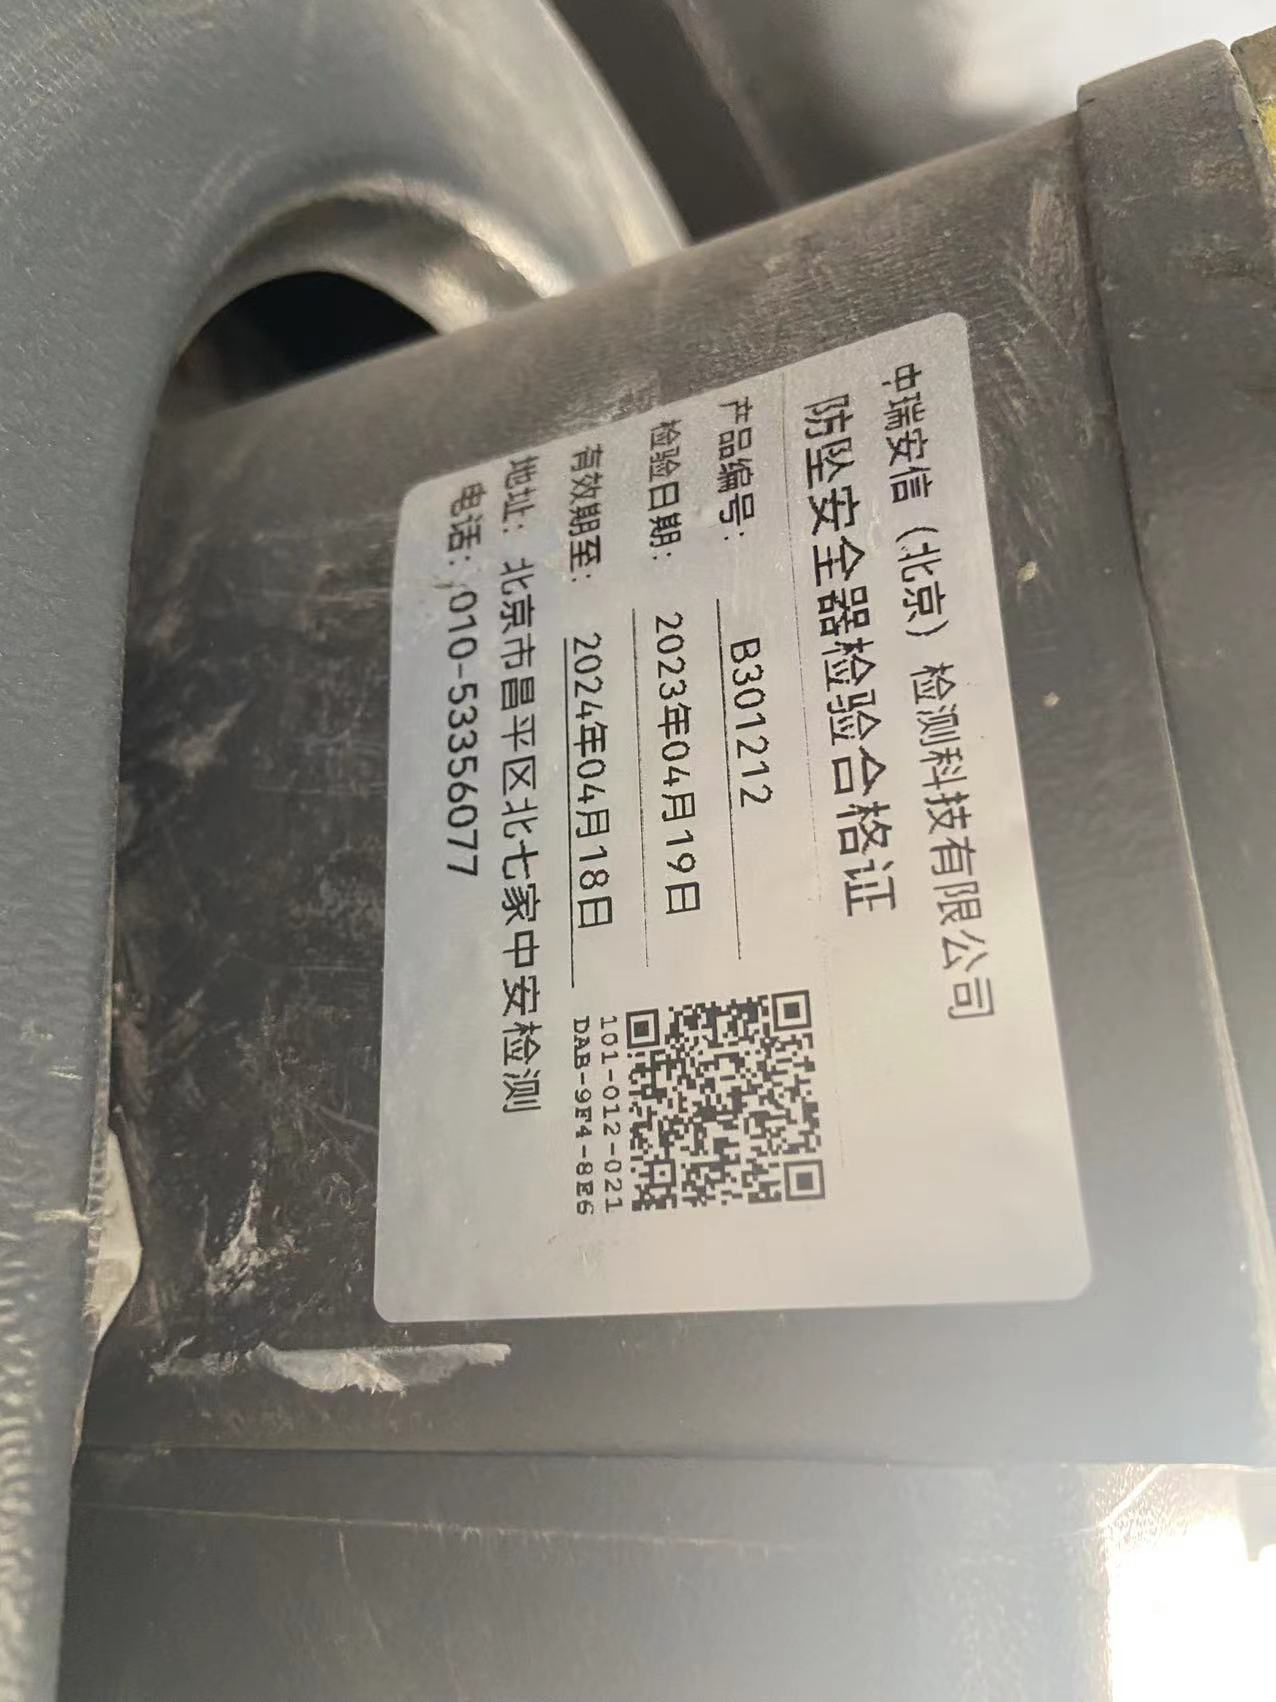 中瑞安信（北京）检测科技有限公司
防坠安全器检验合格证
产品编号： B301212
检验日期： 2023年04月19日
有效期至： 2024年04月18日
地址：北京市昌平区北七家中安检测
电话：010-53356077
101-012-021
DAB-9F4-8E6